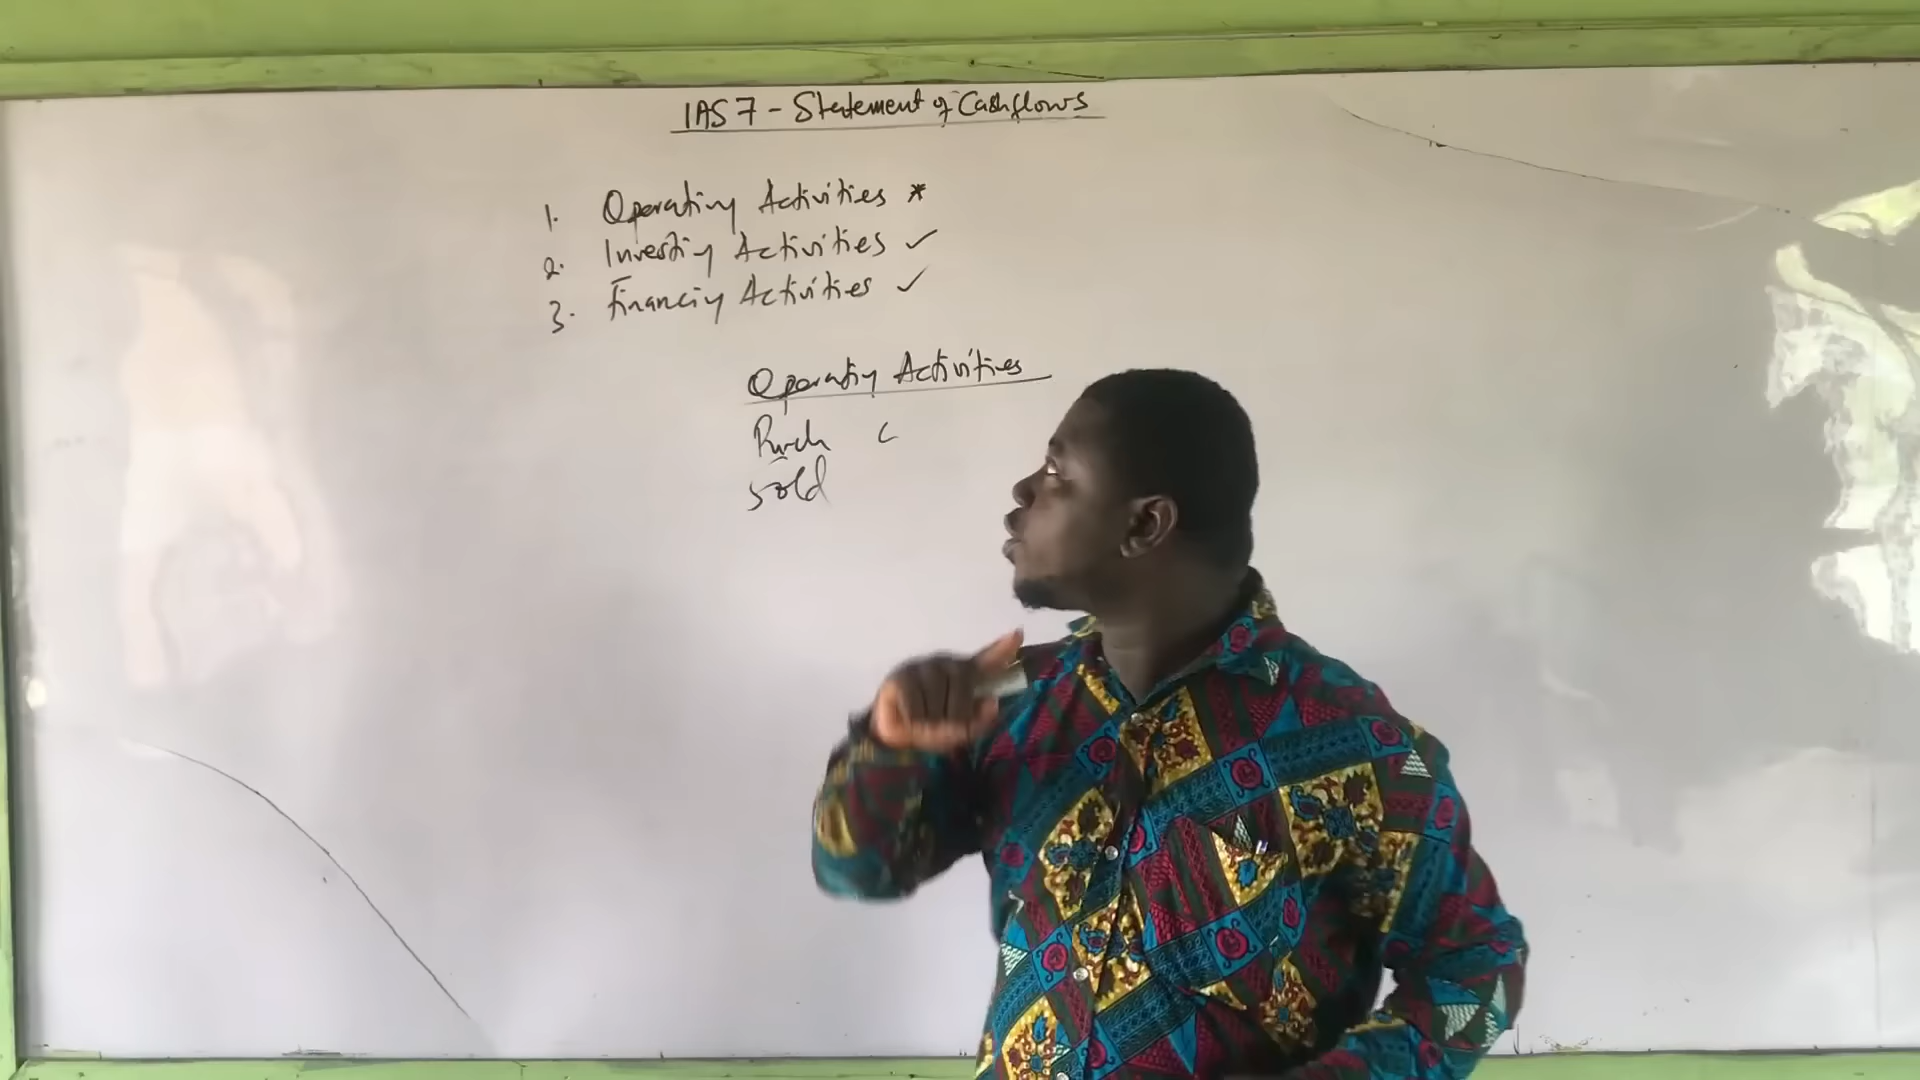 IAS 7 - Statement of Cashflows
1. Operating Activities *
2. Investing Activities ✓
3. Financing Activities ✓
Operating Activities
Purch C
Sold